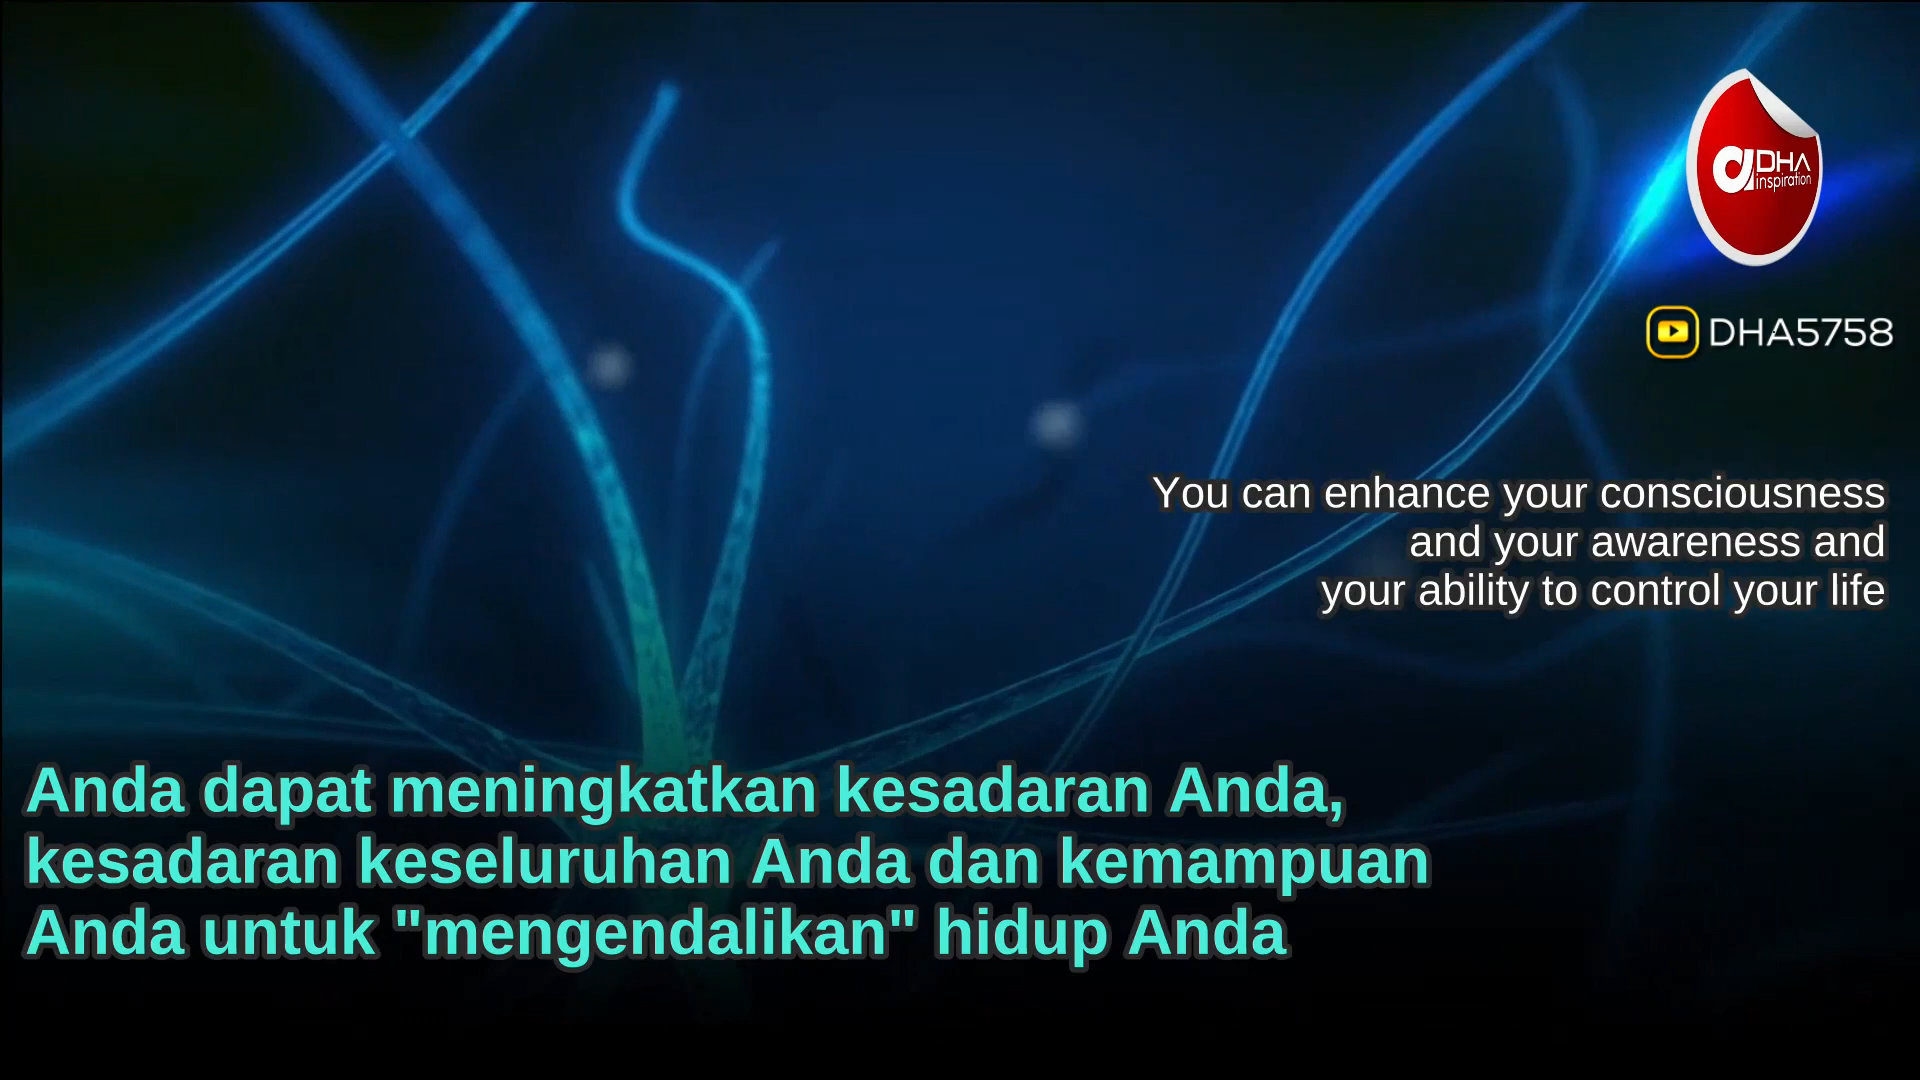 DHA
inspiration
DHA5758
You can enhance your consciousness
and your awareness and
your ability to control your life
Anda dapat meningkatkan kesadaran Anda,
kesadaran keseluruhan Anda dan kemampuan
Anda untuk "mengendalikan" hidup Anda